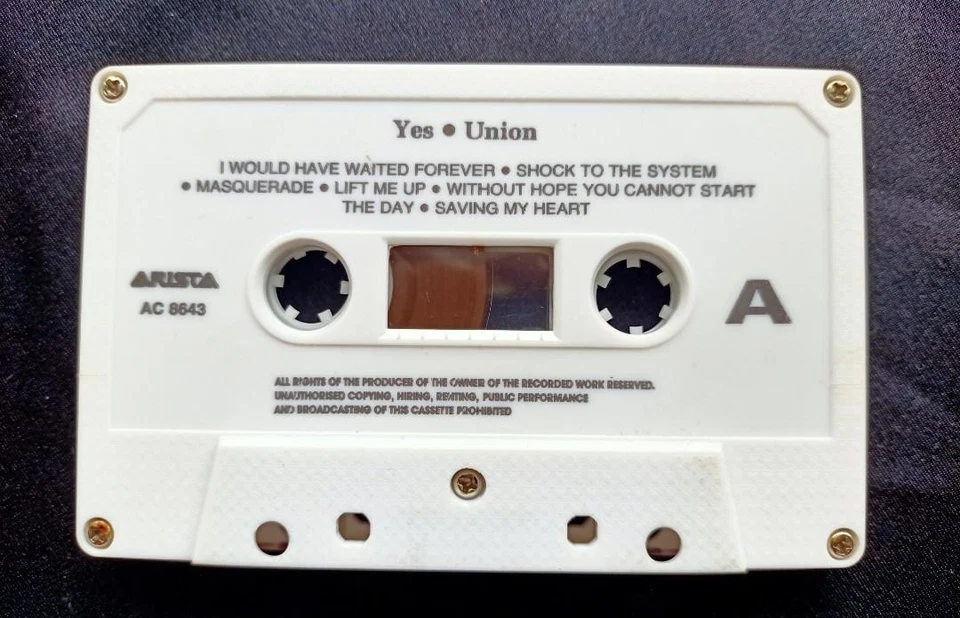 Yes ● Union
I WOULD HAVE WAITED FOREVER ● SHOCK TO THE SYSTEM
● MASQUERADE ● LIFT ME UP ● WITHOUT HOPE YOU CANNOT START
THE DAY ● SAVING MY HEART
ARISTA
AC 8643
A
ALL RIGHTS OF THE PRODUCER OF THE OWNER OF THE RECORDED WORK RESERVED.
UNAUTHORISED COPYING, HIRING, RENTING, PUBLIC PERFORMANCE
AND BROADCASTING OF THIS CASSETTE PROHIBITED